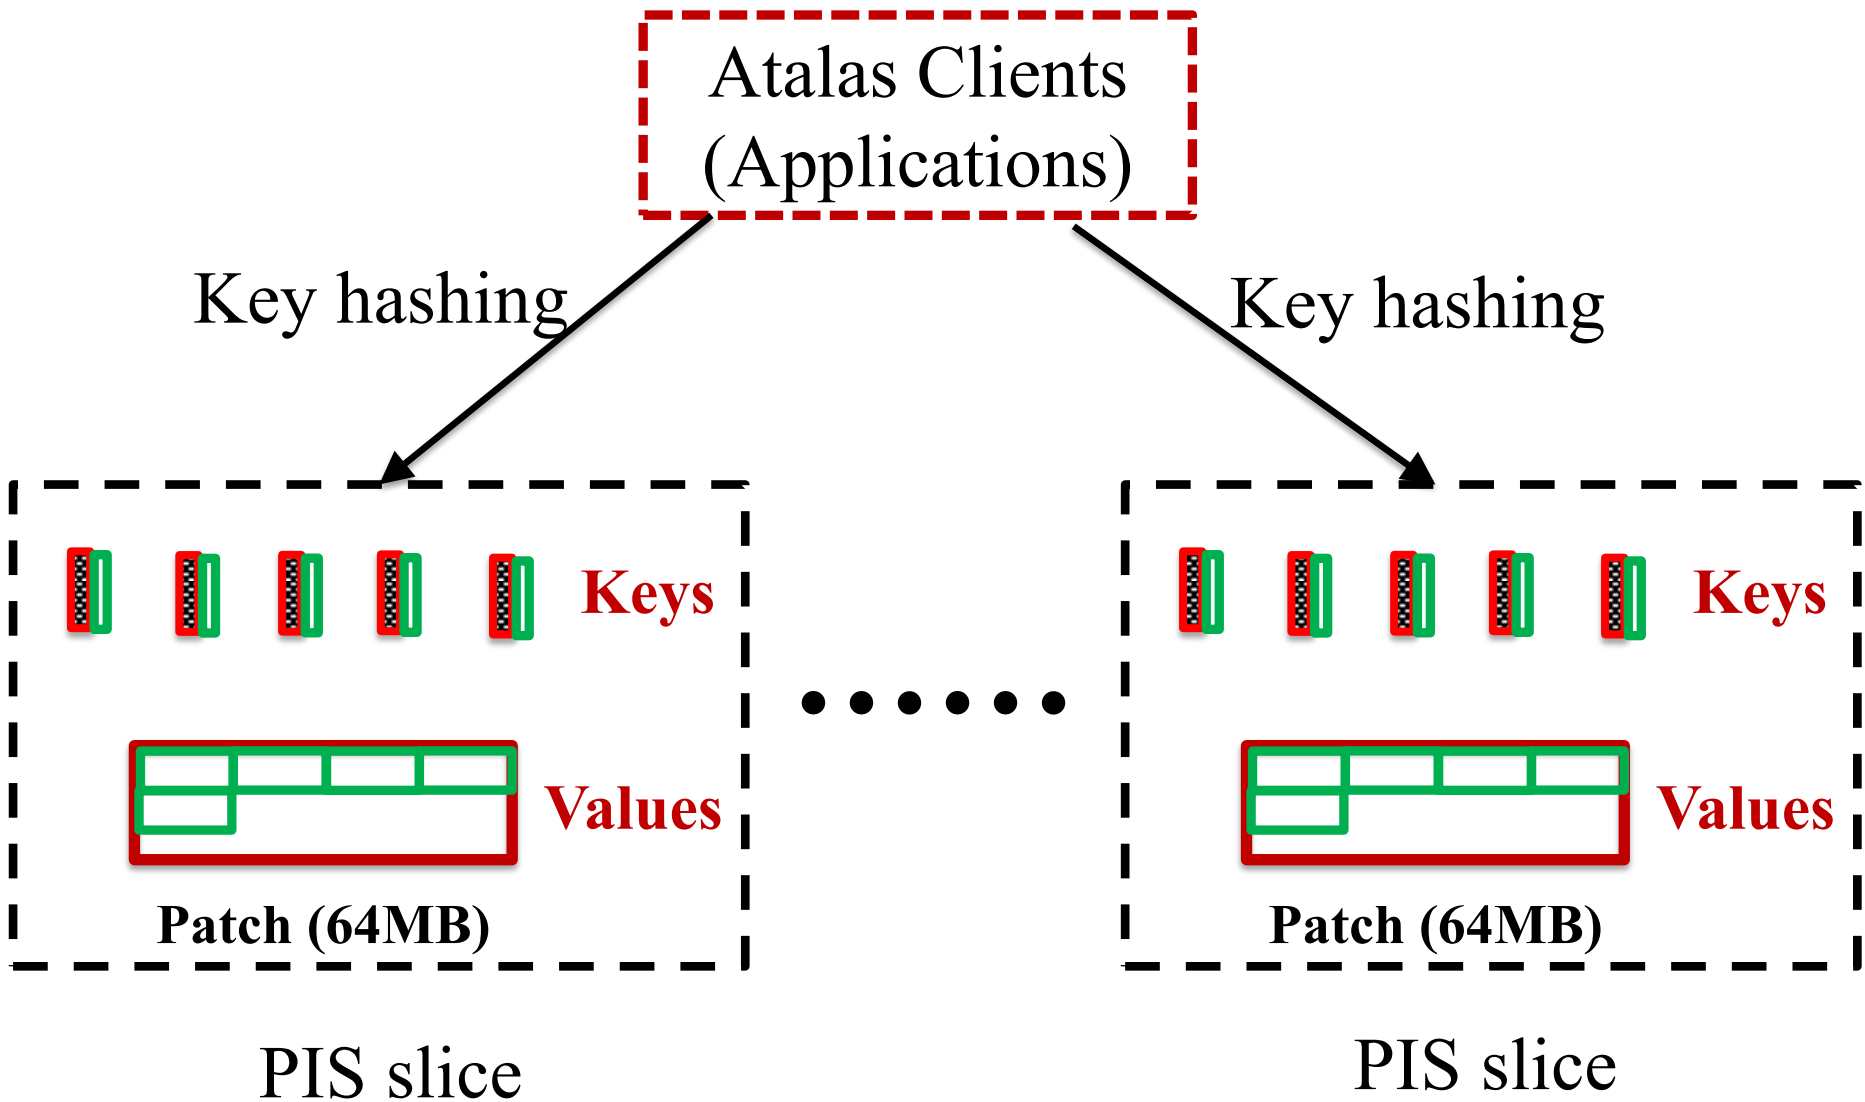 Atalas Clients
(Applications)
Key hashing
Key hashing
Keys
Keys
Values
Values
Patch (64MB)
Patch (64MB)
PIS slice
PIS slice